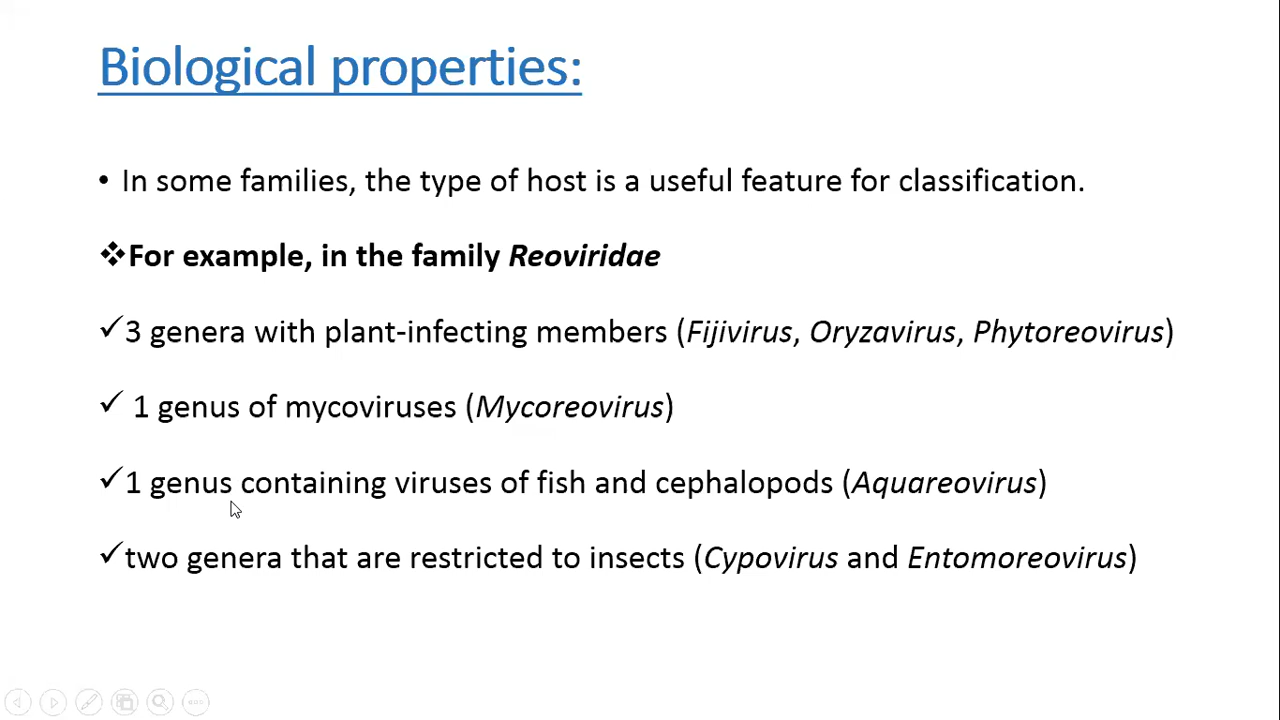 Biological properties:
• In some families, the type of host is a useful feature for classification.
❖For example, in the family Reoviridae
✓3 genera with plant-infecting members (Fijivirus, Oryzavirus, Phytoreovirus)
✓ 1 genus of mycoviruses (Mycoreovirus)
✓1 genus containing viruses of fish and cephalopods (Aquareovirus)
✓two genera that are restricted to insects (Cypovirus and Entomoreovirus)